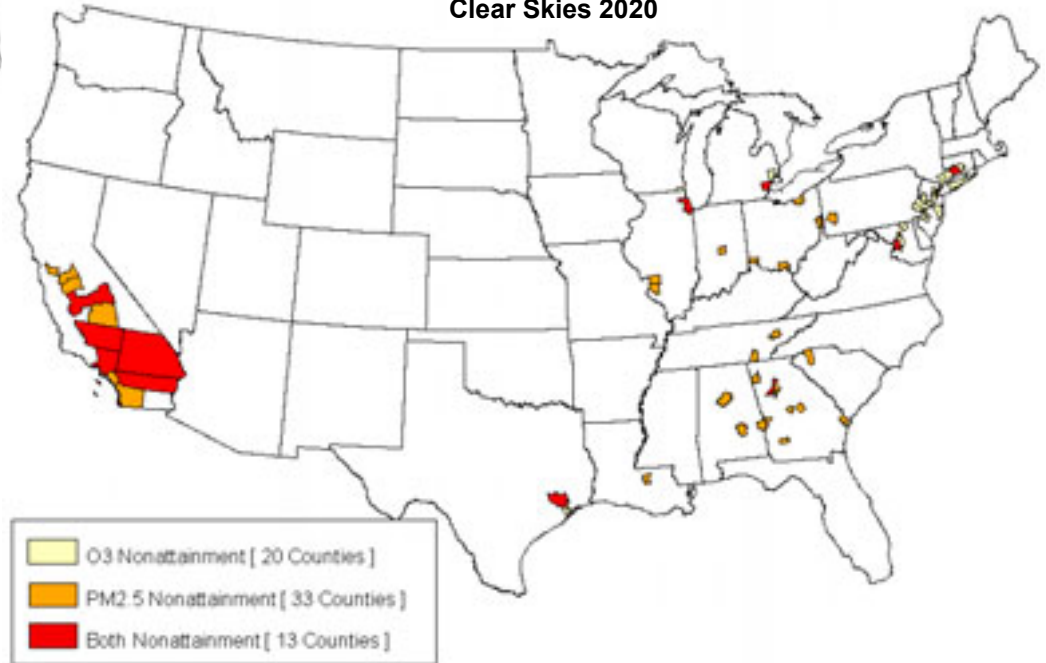 Clear Skies 2020
O3 Nonattainment [ 20 Counties ]
PM2.5 Nonattainment [ 33 Counties ]
Both Nonattainment [ 13 Counties ]